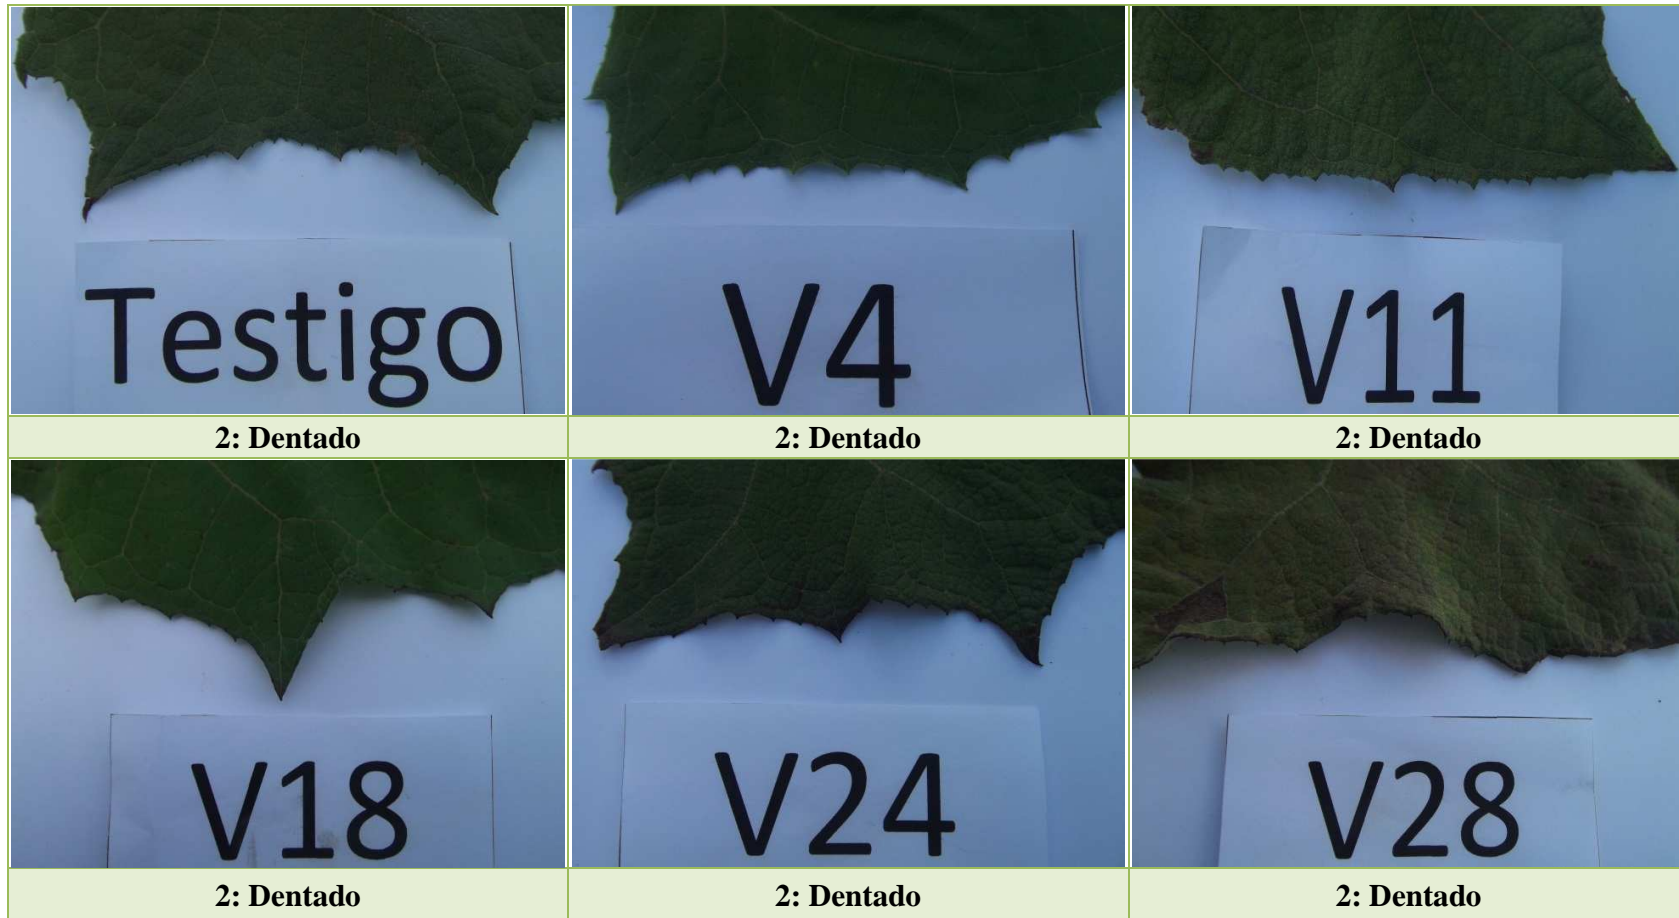 Testigo
V4
V11
2: Dentado
2: Dentado
2: Dentado
V18
V24
V28
2: Dentado
2: Dentado
2: Dentado